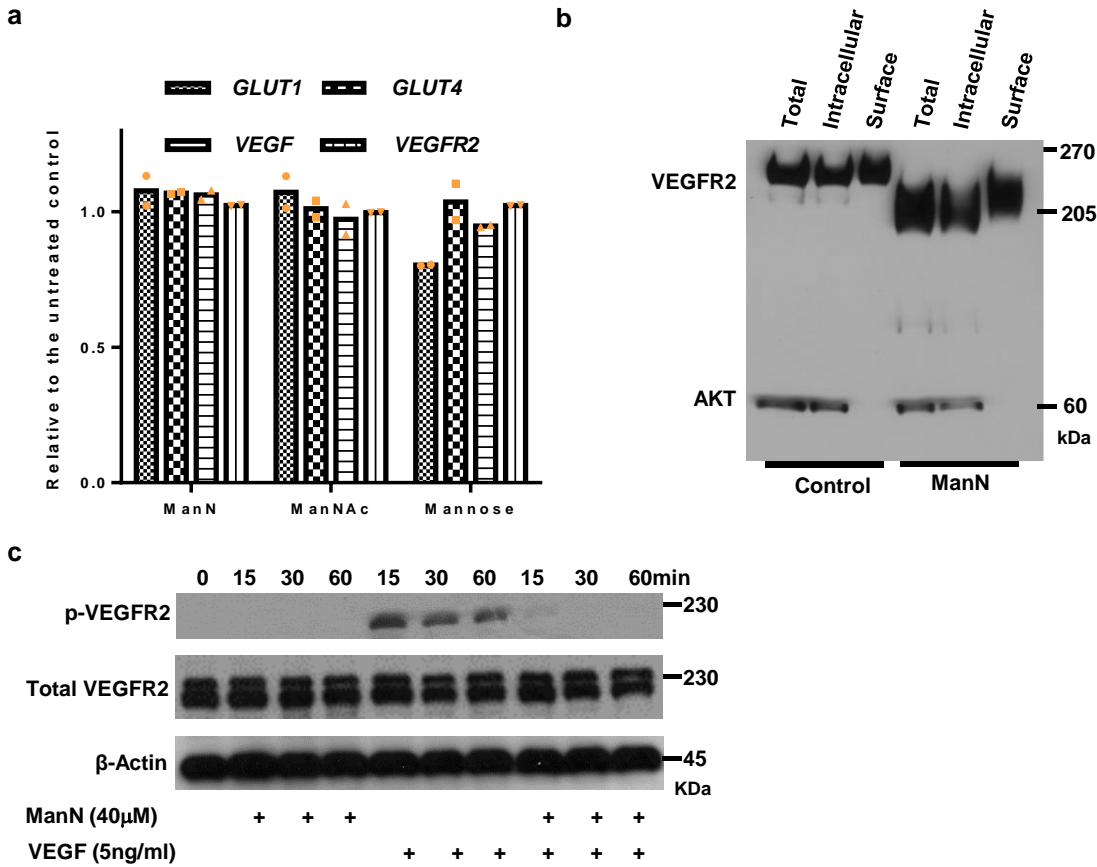 a
GLUT1 GLUT4
VEGF VEGFR2
Relative to the untreated control
1.0
0.5
0.0
ManN ManNAc Mannose
b
Total Intracellular Surface Total Intracellular Surface
VEGFR2
270
205
AKT
60
kDa
Control ManN
c
0 15 30 60 15 30 60 15 30 60min
p-VEGFR2 230
Total VEGFR2 230
β-Actin 45
KDa
ManN (40μM) + + + + + +
VEGF (5ng/ml) + + + + + +